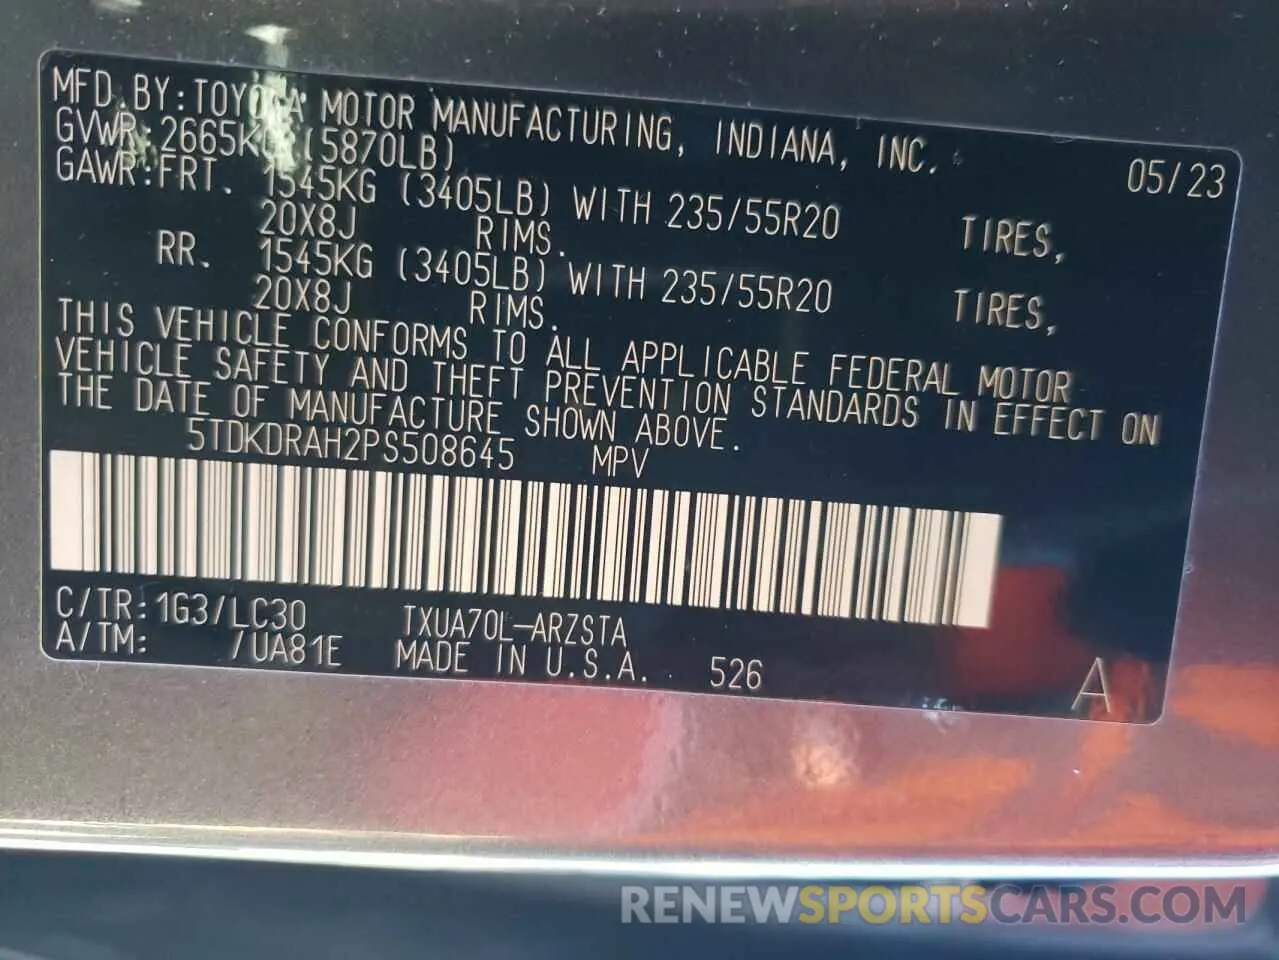 MFD.BY:TOYOTA MOTOR MANUFACTURING, INDIANA, INC. 05/23
GVWR:2665KG (5870LB)
GAWR:FRT. 1545KG (3405LB) WITH 235/55R20 TIRES,
20X8J RIMS.
RR. 1545KG (3405LB) WITH 235/55R20 TIRES,
20X8J RIMS.
THIS VEHICLE CONFORMS TO ALL APPLICABLE FEDERAL MOTOR
VEHICLE SAFETY AND THEFT PREVENTION STANDARDS IN EFFECT ON
THE DATE OF MANUFACTURE SHOWN ABOVE.
5TDKDRAH2PS508645 MPV
C/TR:1G3/LC30 TXUA70L-ARZSTA
A/TM: /UA81E MADE IN U.S.A. 526 A
RENEWSPORTSCARS.COM